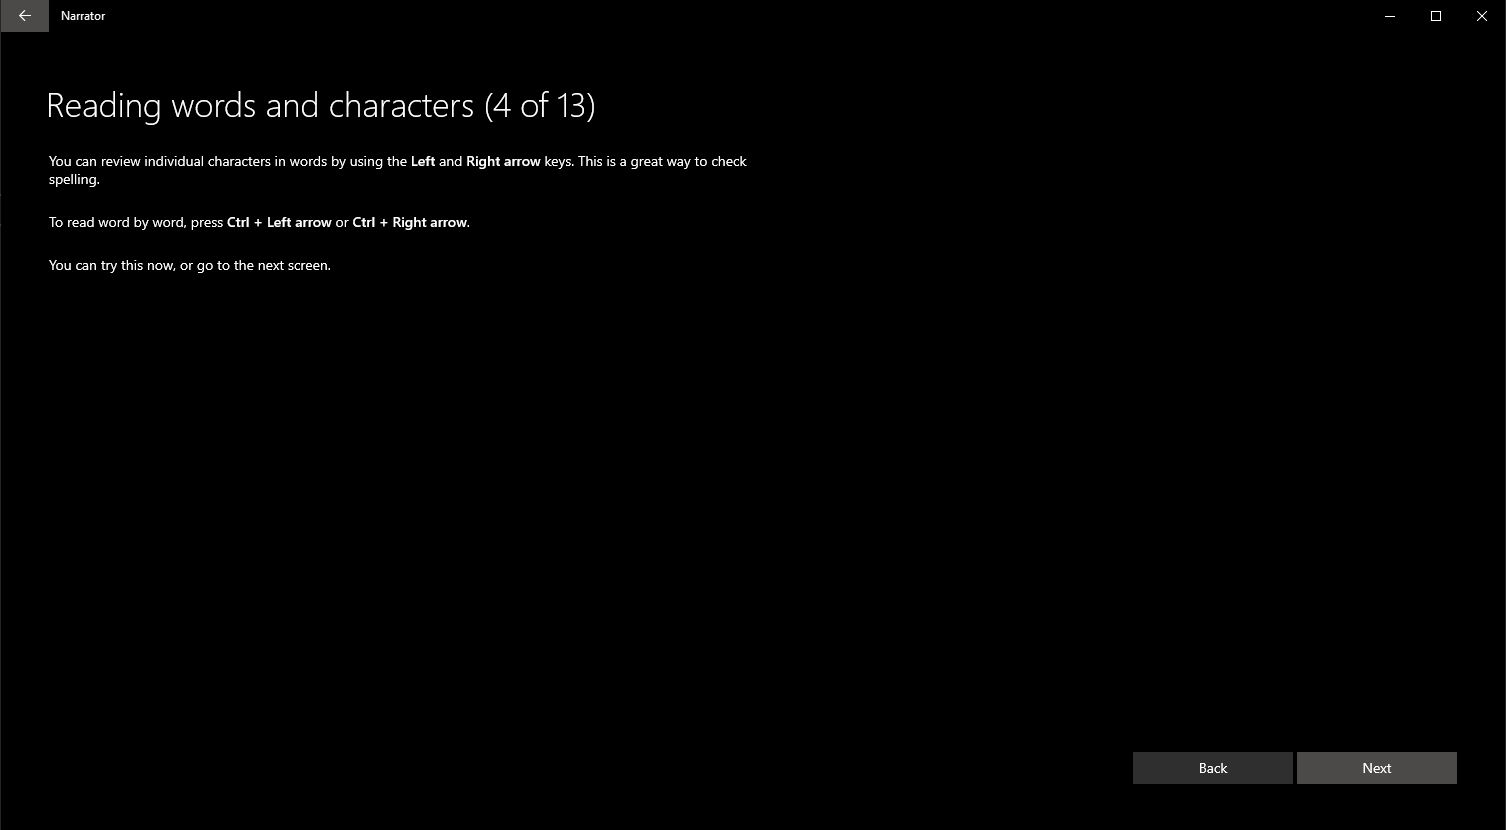 Narrator
Reading words and characters (4 of 13)
You can review individual characters in words by using the Left and Right arrow keys. This is a great way to check
spelling.
To read word by word, press Ctrl + Left arrow or Ctrl + Right arrow.
You can try this now, or go to the next screen.
Back
Next